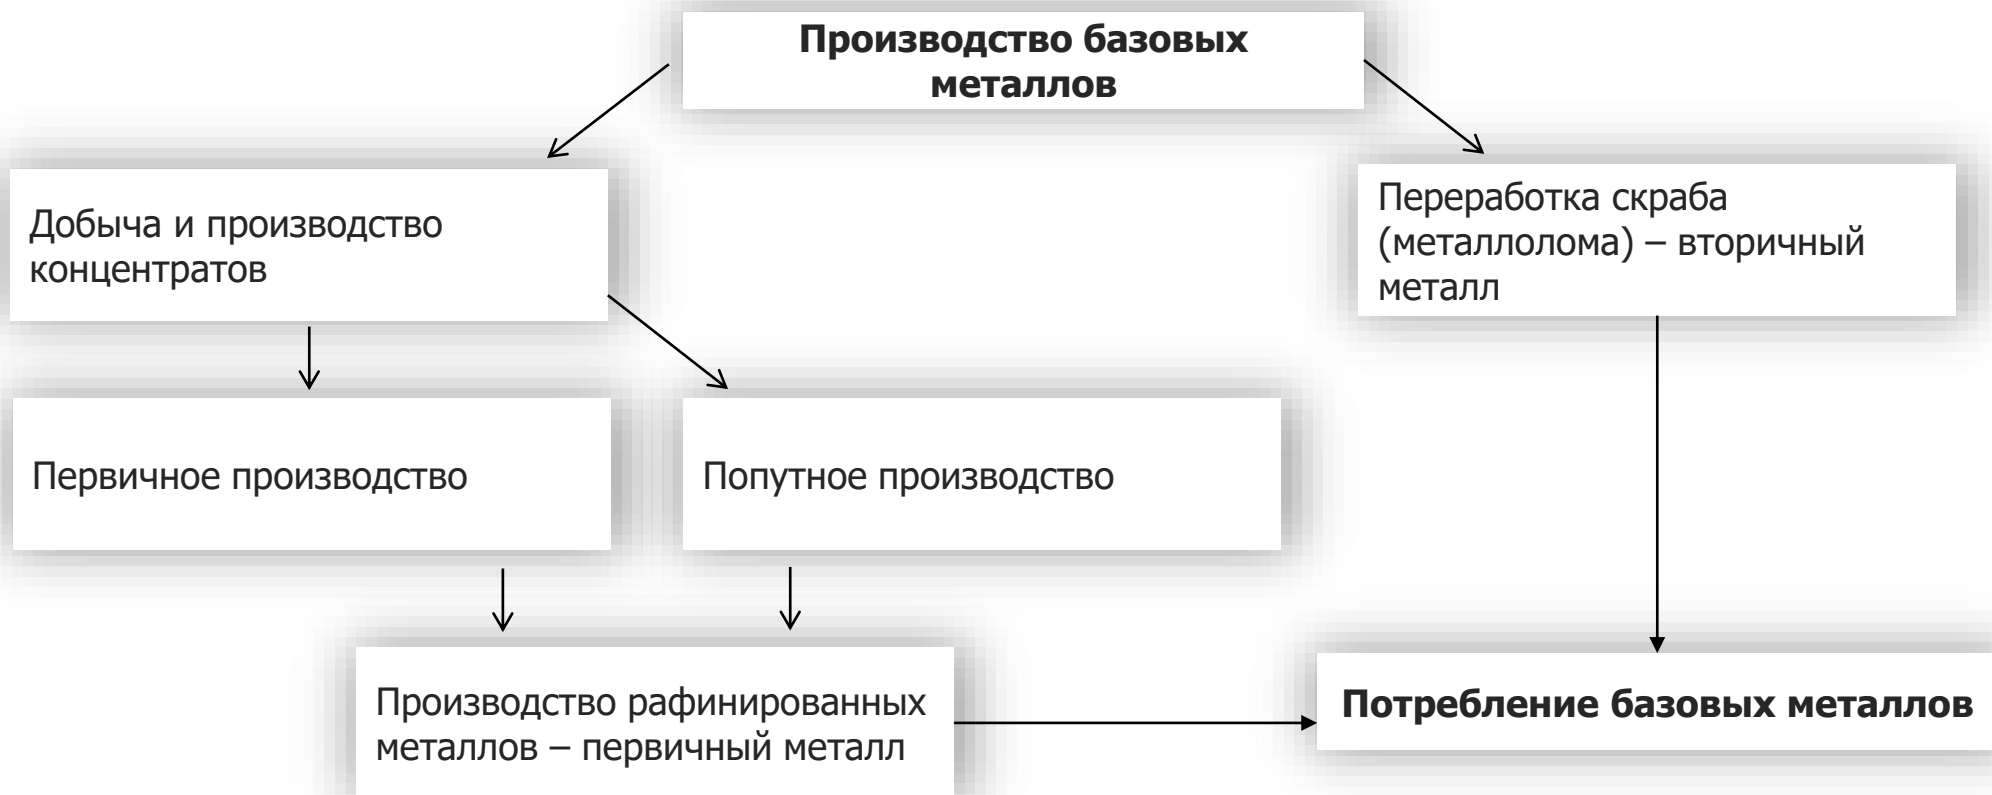 Производство базовых
металлов
Добыча и производство
концентратов
Переработка скраба
(металлолома) – вторичный
металл
Первичное производство
Попутное производство
Производство рафинированных
металлов – первичный металл
Потребление базовых металлов